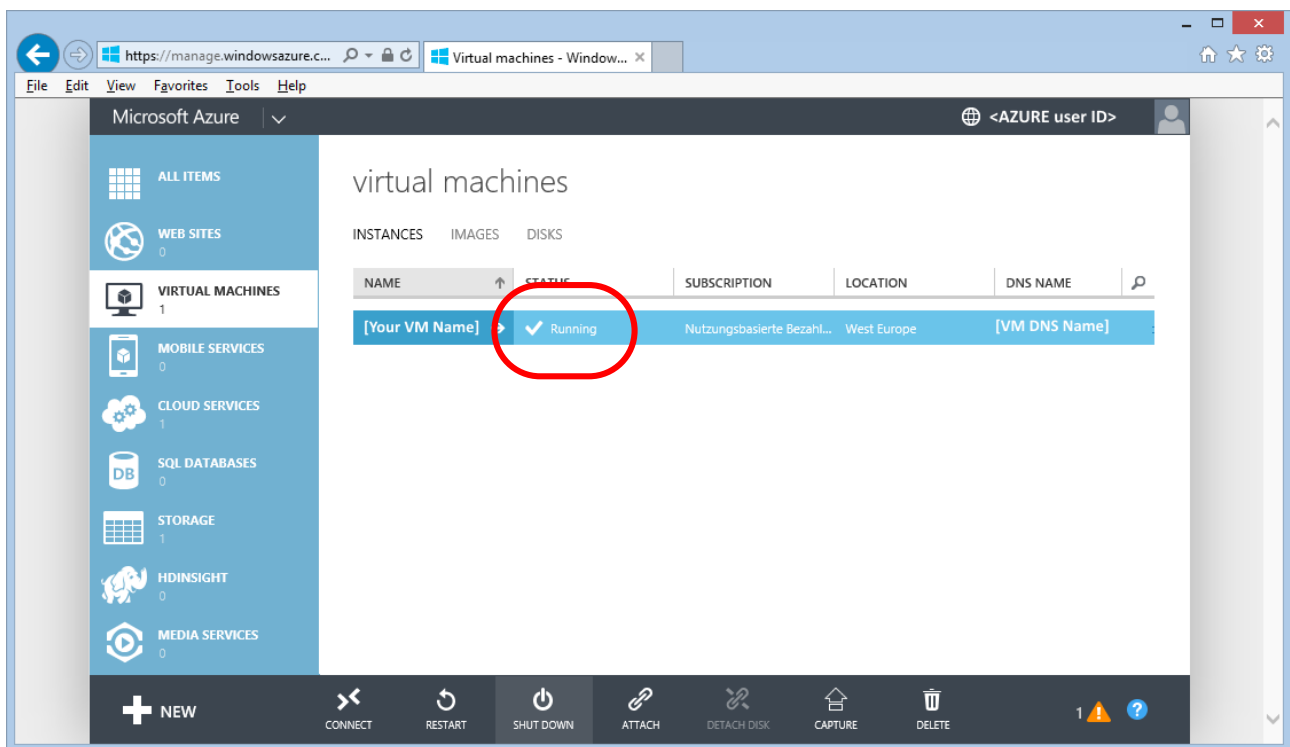 https://manage.windowsazure.c...
Virtual machines - Window...
File Edit View Favorites Tools Help
Microsoft Azure
<AZURE user ID>
ALL ITEMS
WEB SITES
0
VIRTUAL MACHINES
1
MOBILE SERVICES
0
CLOUD SERVICES
1
DB
SQL DATABASES
0
STORAGE
1
HDINSIGHT
0
MEDIA SERVICES
0
virtual machines
INSTANCES IMAGES DISKS
NAME STATUS SUBSCRIPTION LOCATION DNS NAME
[Your VM Name] Running Nutzungsbasierte Bezahl... West Europe [VM DNS Name]
NEW
CONNECT RESTART SHUT DOWN ATTACH DETACH DISK CAPTURE DELETE
1 ?